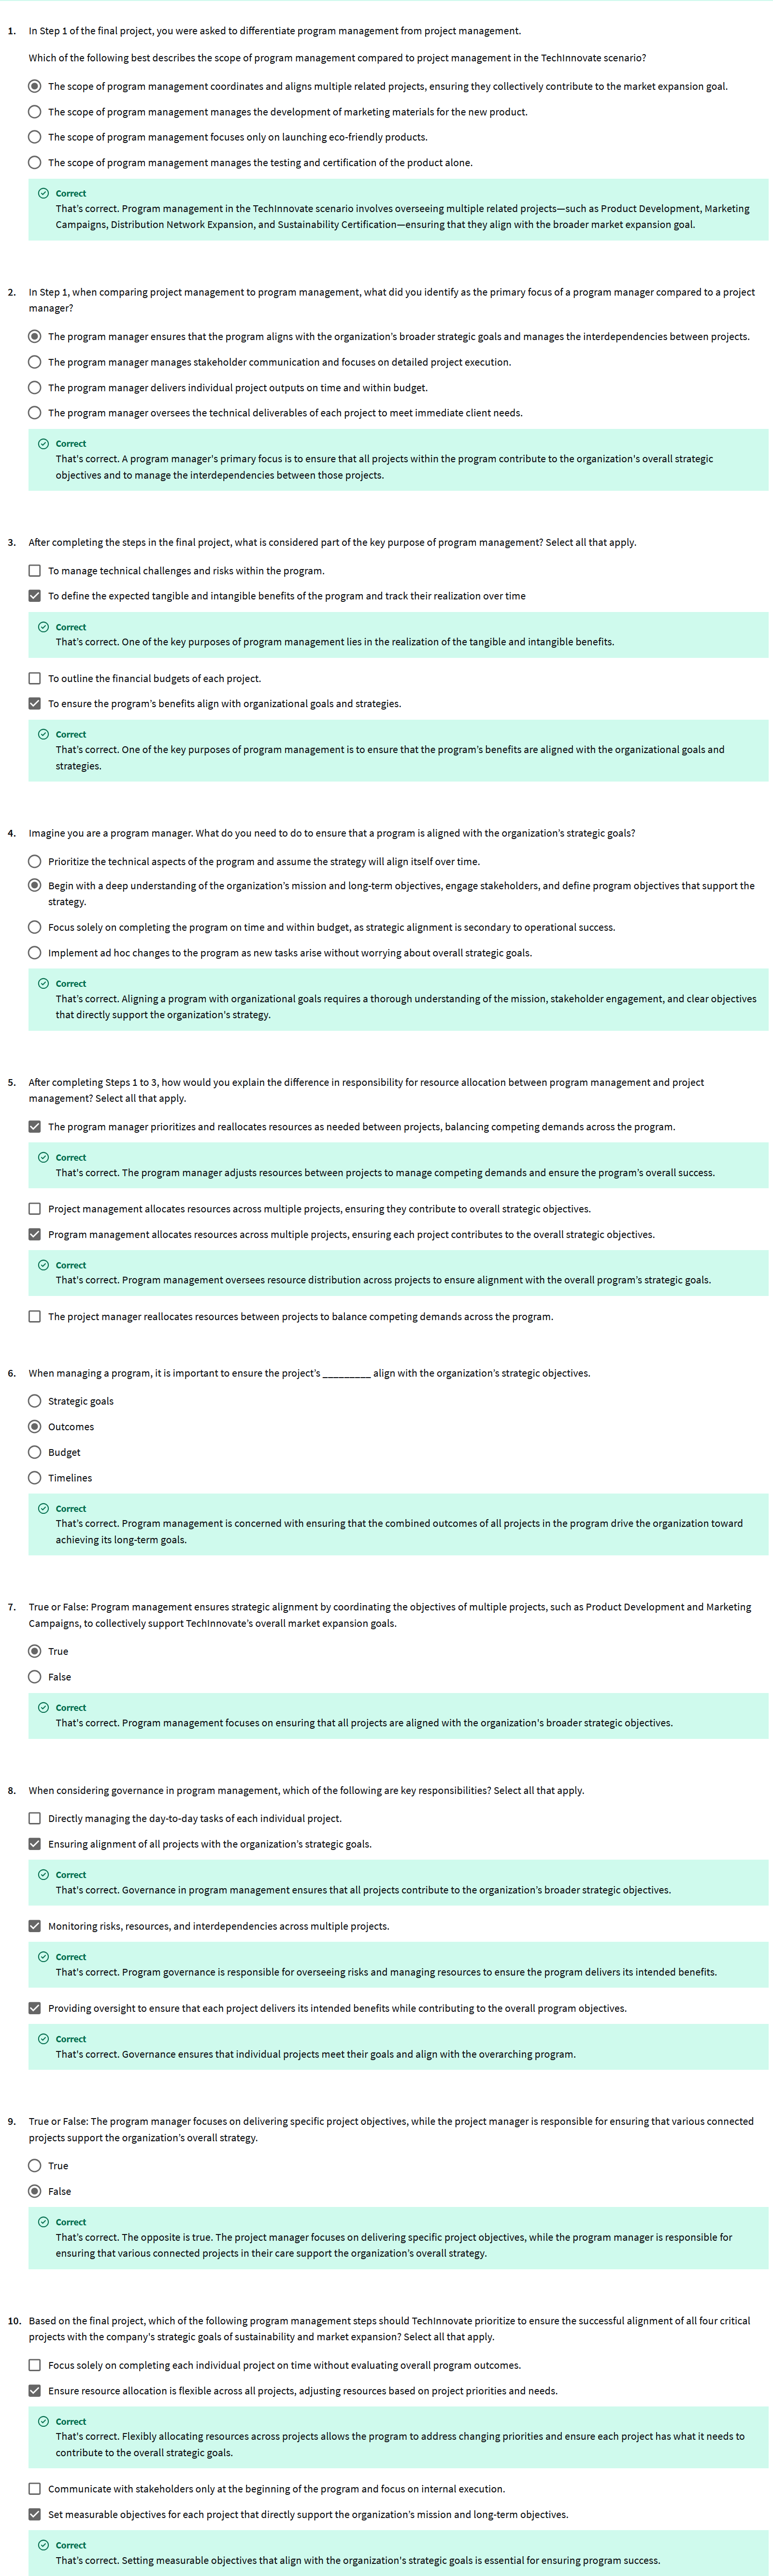 1. In Step 1 of the final project, you were asked to differentiate program management from project management.
Which of the following best describes the scope of program management compared to project management in the TechInnovate scenario?
The scope of program management coordinates and aligns multiple related projects, ensuring they collectively contribute to the market expansion goal.
The scope of program management manages the development of marketing materials for the new product.
The scope of program management focuses only on launching eco-friendly products.
The scope of program management manages the testing and certification of the product alone.
Correct
That's correct. Program management in the TechInnovate scenario involves overseeing multiple related projects—such as Product Development, Marketing
Campaigns, Distribution Network Expansion, and Sustainability Certification—ensuring that they align with the broader market expansion goal.
2. In Step 1, when comparing project management to program management, what did you identify as the primary focus of a program manager compared to a project
manager?
The program manager ensures that the program aligns with the organization's broader strategic goals and manages the interdependencies between projects.
The program manager manages stakeholder communication and focuses on detailed project execution.
The program manager delivers individual project outputs on time and within budget.
The program manager oversees the technical deliverables of each project to meet immediate client needs.
Correct
That's correct. A program manager's primary focus is to ensure that all projects within the program contribute to the organization's overall strategic
objectives and to manage the interdependencies between those projects.
3. After completing the steps in the final project, what is considered part of the key purpose of program management? Select all that apply.
To manage technical challenges and risks within the program.
To define the expected tangible and intangible benefits of the program and track their realization over time
Correct
That's correct. One of the key purposes of program management lies in the realization of the tangible and intangible benefits.
To outline the financial budgets of each project.
To ensure the program's benefits align with organizational goals and strategies.
Correct
That's correct. One of the key purposes of program management is to ensure that the program's benefits are aligned with the organizational goals and
strategies.
4. Imagine you are a program manager. What do you need to do to ensure that a program is aligned with the organization's strategic goals?
Prioritize the technical aspects of the program and assume the strategy will align itself over time.
Begin with a deep understanding of the organization's mission and long-term objectives, engage stakeholders, and define program objectives that support the
strategy.
Focus solely on completing the program on time and within budget, as strategic alignment is secondary to operational success.
Implement ad hoc changes to the program as new tasks arise without worrying about overall strategic goals.
Correct
That's correct. Aligning a program with organizational goals requires a thorough understanding of the mission, stakeholder engagement, and clear objectives
that directly support the organization's strategy.
5. After completing Steps 1 to 3, how would you explain the difference in responsibility for resource allocation between program management and project
management? Select all that apply.
The program manager prioritizes and reallocates resources as needed between projects, balancing competing demands across the program.
Correct
That's correct. The program manager adjusts resources between projects to manage competing demands and ensure the program's overall success.
Project management allocates resources across multiple projects, ensuring they contribute to overall strategic objectives.
Program management allocates resources across multiple projects, ensuring each project contributes to the overall strategic objectives.
Correct
That's correct. Program management oversees resource distribution across projects to ensure alignment with the overall program's strategic goals.
The project manager reallocates resources between projects to balance competing demands across the program.
6. When managing a program, it is important to ensure the project's _________ align with the organization's strategic objectives.
Strategic goals
Outcomes
Budget
Timelines
Correct
That's correct. Program management is concerned with ensuring that the combined outcomes of all projects in the program drive the organization toward
achieving its long-term goals.
7. True or False: Program management ensures strategic alignment by coordinating the objectives of multiple projects, such as Product Development and Marketing
Campaigns, to collectively support TechInnovate's overall market expansion goals.
True
False
Correct
That's correct. Program management focuses on ensuring that all projects are aligned with the organization's broader strategic objectives.
8. When considering governance in program management, which of the following are key responsibilities? Select all that apply.
Directly managing the day-to-day tasks of each individual project.
Ensuring alignment of all projects with the organization's strategic goals.
Correct
That's correct. Governance in program management ensures that all projects contribute to the organization's broader strategic objectives.
Monitoring risks, resources, and interdependencies across multiple projects.
Correct
That's correct. Program governance is responsible for overseeing risks and managing resources to ensure the program delivers its intended benefits.
Providing oversight to ensure that each project delivers its intended benefits while contributing to the overall program objectives.
Correct
That's correct. Governance ensures that individual projects meet their goals and align with the overarching program.
9. True or False: The program manager focuses on delivering specific project objectives, while the project manager is responsible for ensuring that various connected
projects support the organization's overall strategy.
True
False
Correct
That's correct. The opposite is true. The project manager focuses on delivering specific project objectives, while the program manager is responsible for
ensuring that various connected projects in their care support the organization's overall strategy.
10. Based on the final project, which of the following program management steps should TechInnovate prioritize to ensure the successful alignment of all four critical
projects with the company's strategic goals of sustainability and market expansion? Select all that apply.
Focus solely on completing each individual project on time without evaluating overall program outcomes.
Ensure resource allocation is flexible across all projects, adjusting resources based on project priorities and needs.
Correct
That's correct. Flexibly allocating resources across projects allows the program to address changing priorities and ensure each project has what it needs to
contribute to the overall strategic goals.
Communicate with stakeholders only at the beginning of the program and focus on internal execution.
Set measurable objectives for each project that directly support the organization's mission and long-term objectives.
Correct
That's correct. Setting measurable objectives that align with the organization's strategic goals is essential for ensuring program success.